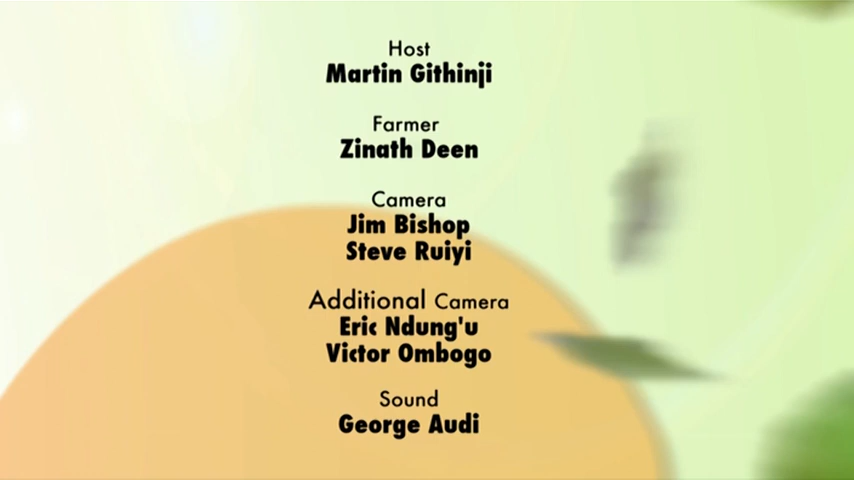 Host
Martin Githinji
Farmer
Zinath Deen
Camera
Jim Bishop
Steve Ruiyi
Additional Camera
Eric Ndung'u
Victor Ombogo
Sound
George Audi